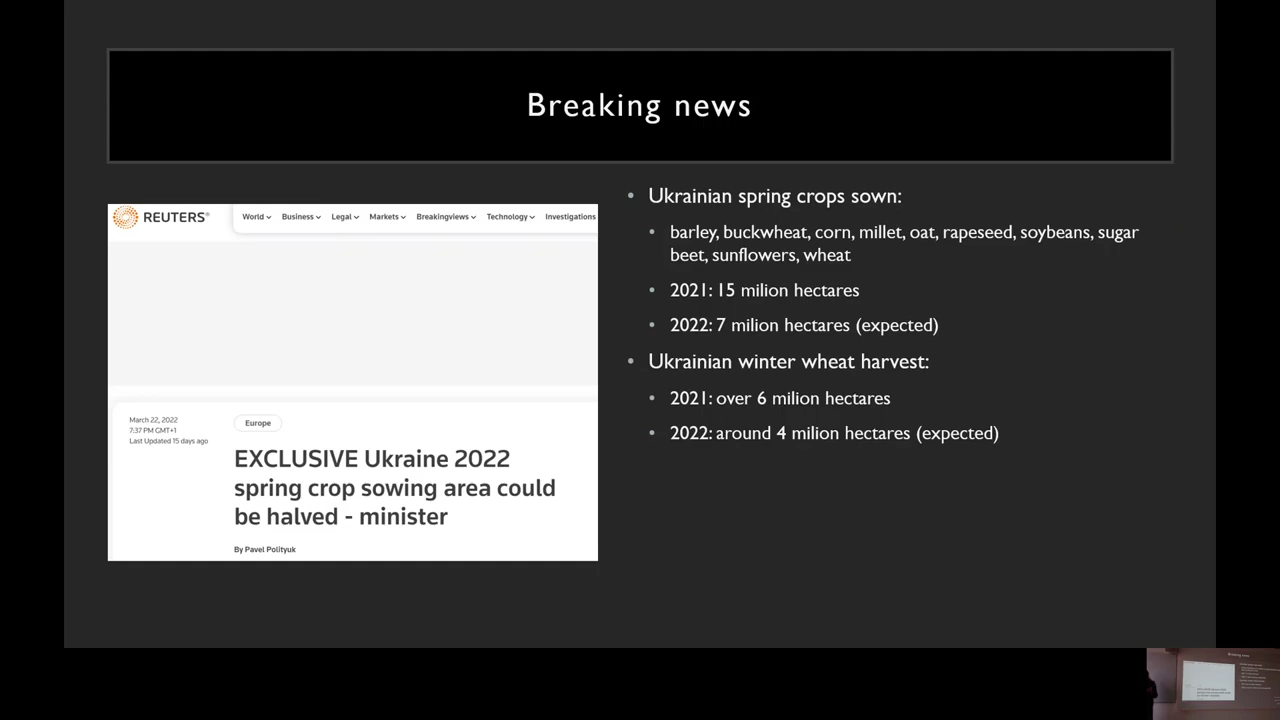 Breaking news
REUTERS®
World Business Legal Markets Breakingviews Technology Investigations
March 22, 2022
7:37 PM GMT+1
Last Updated 15 days ago
Europe
EXCLUSIVE Ukraine 2022
spring crop sowing area could
be halved - minister
By Pavel Polityuk
• Ukrainian spring crops sown:
• barley, buckwheat, corn, millet, oat, rapeseed, soybeans, sugar
beet, sunflowers, wheat
• 2021: 15 milion hectares
• 2022: 7 milion hectares (expected)
• Ukrainian winter wheat harvest:
• 2021: over 6 milion hectares
• 2022: around 4 milion hectares (expected)
Breaking news